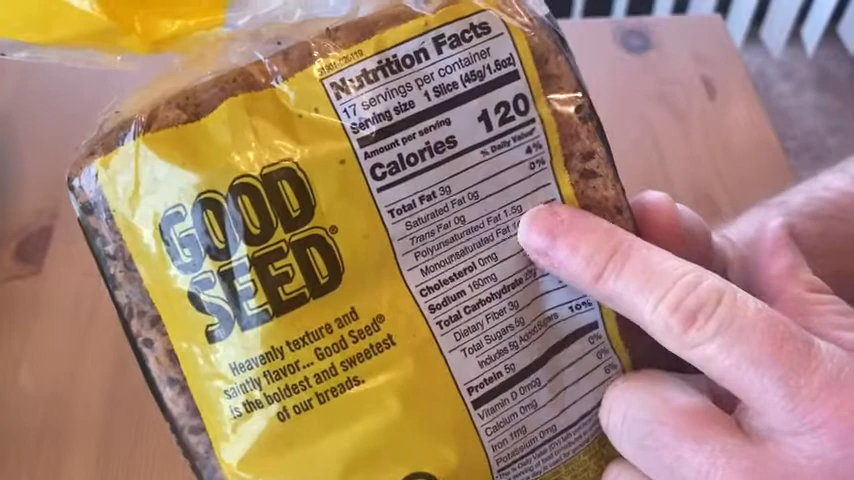 GOOD
SEED®
Heavenly texture and
saintly flavor... Good Seed®
is the boldest and sweetest
of our breads.
Nutrition Facts
17 servings per container
Serving size 1 Slice (45g/1.6oz)
Amount per serving
Calories 120
% Daily Value*
Total Fat 3g 4%
Saturated Fat 0g 0%
Trans Fat 0g
Polyunsaturated Fat 1.5g
Monounsaturated Fat
Cholesterol 0mg
Sodium 160mg
Total Carbohydrate
Dietary Fiber 3g
Total Sugars 5g
Includes 5g Added Sugars 10%
Protein 5g
Vitamin D 0mcg 0%
Calcium 0mg 0%
Iron 1mg 6%
Potassium 0mg